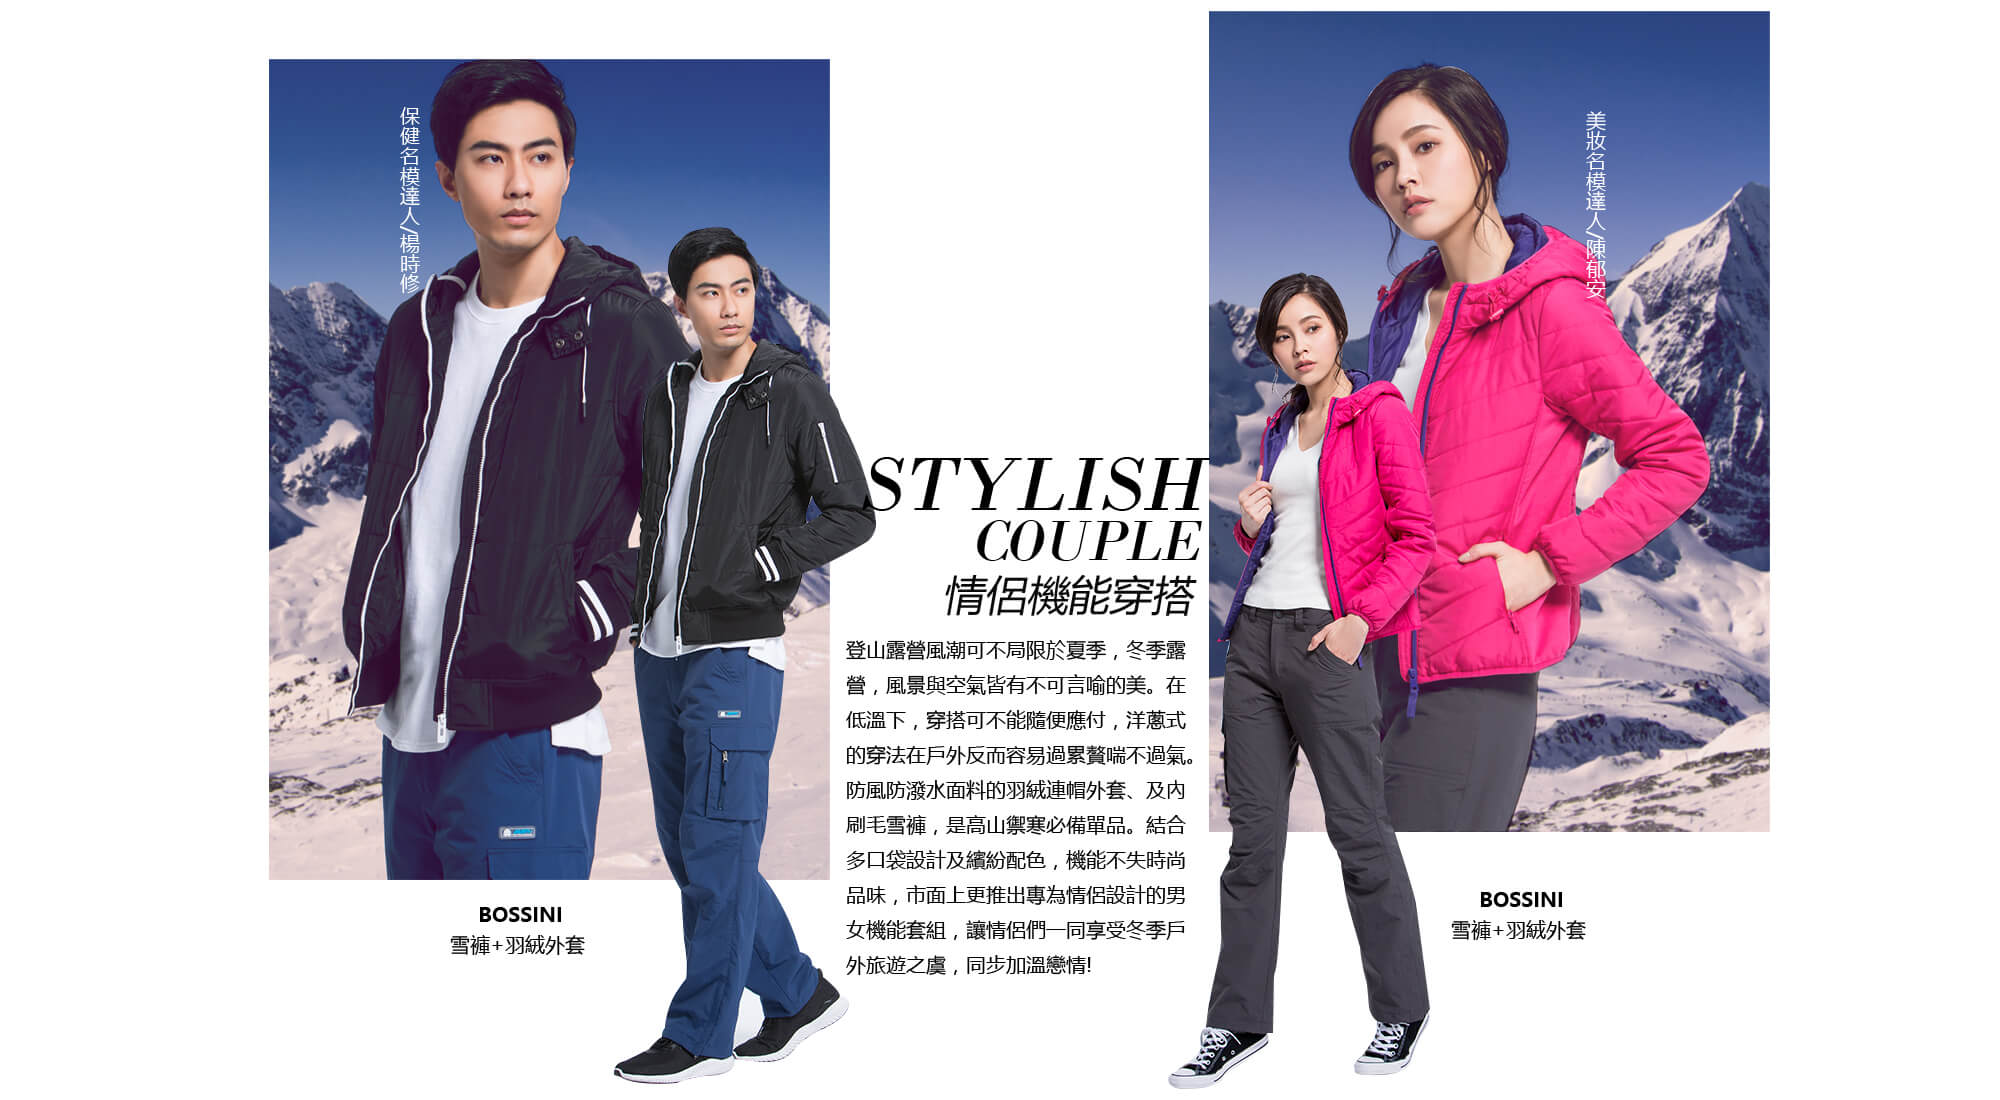 保健名模達人/楊時修
美妝名模達人/陳郁安
STYLISH
COUPLE
情侶機能穿搭
登山露營風潮可不局限於夏季，冬季露
營，風景與空氣皆有不可言喻的美。在
低溫下，穿搭可不能隨便應付，洋蔥式
的穿法在戶外反而容易過累贅喘不過氣。
防風防潑水面料的羽絨連帽外套、及內
刷毛雪褲，是高山禦寒必備單品。結合
多口袋設計及繽紛配色，機能不失時尚
品味，市面上更推出專為情侶設計的男
女機能套組，讓情侶們一同享受冬季戶
外旅遊之虞，同步加溫戀情!
BOSSINI
雪褲+羽絨外套
BOSSINI
雪褲+羽絨外套